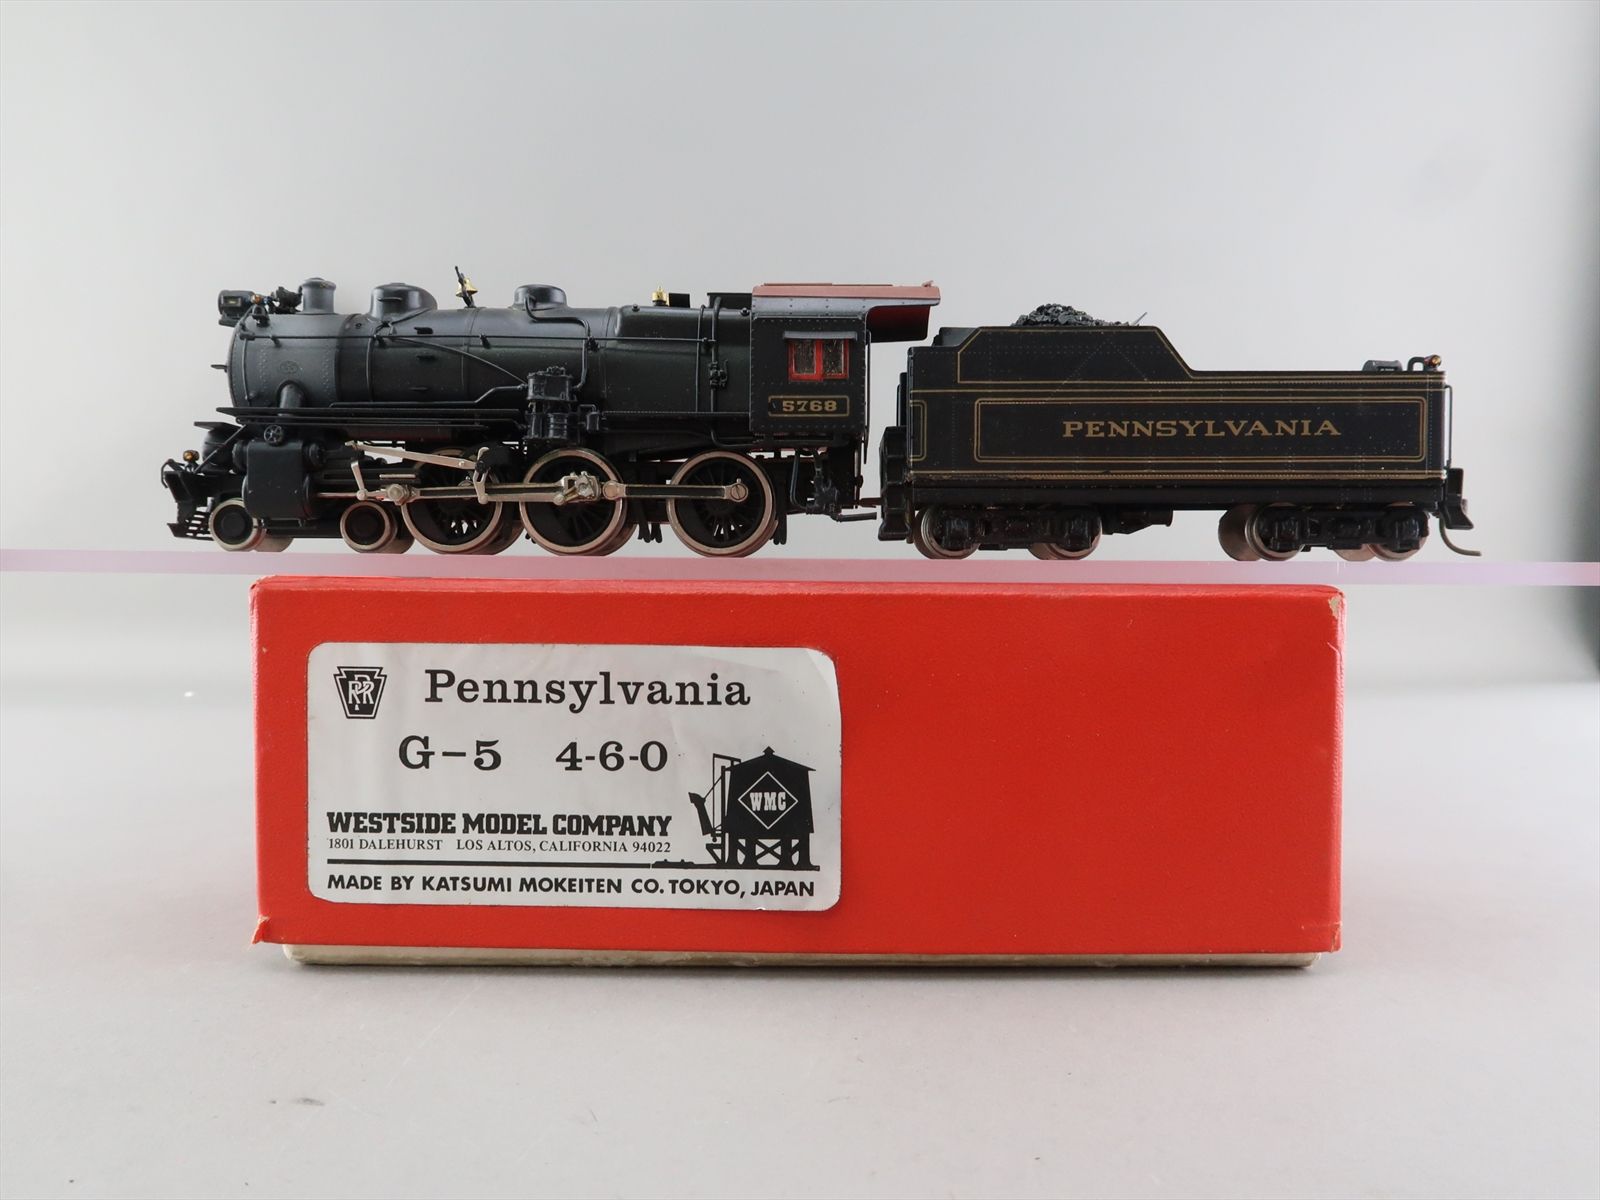 5768
PENNSYLVANIA
PRR
Pennsylvania
G-5 4-6-0
WMC
WESTSIDE MODEL COMPANY
1801 DALEHURST LOS ALTOS, CALIFORNIA 94022
MADE BY KATSUMI MOKEITEN CO. TOKYO, JAPAN